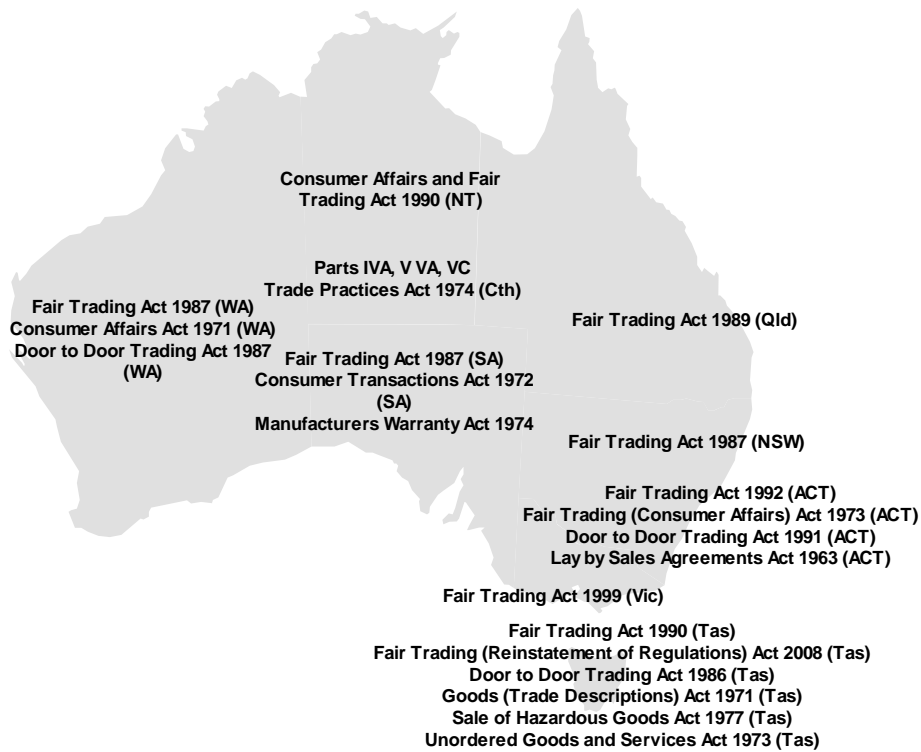 Consumer Affairs and Fair
Trading Act 1990 (NT)
Parts IVA, V VA, VC
Trade Practices Act 1974 (Cth)
Fair Trading Act 1987 (WA)
Consumer Affairs Act 1971 (WA)
Door to Door Trading Act 1987
(WA)
Fair Trading Act 1989 (Qld)
Fair Trading Act 1987 (SA)
Consumer Transactions Act 1972
(SA)
Manufacturers Warranty Act 1974
Fair Trading Act 1987 (NSW)
Fair Trading Act 1992 (ACT)
Fair Trading (Consumer Affairs) Act 1973 (ACT)
Door to Door Trading Act 1991 (ACT)
Lay by Sales Agreements Act 1963 (ACT)
Fair Trading Act 1999 (Vic)
Fair Trading Act 1990 (Tas)
Fair Trading (Reinstatement of Regulations) Act 2008 (Tas)
Door to Door Trading Act 1986 (Tas)
Goods (Trade Descriptions) Act 1971 (Tas)
Sale of Hazardous Goods Act 1977 (Tas)
Unordered Goods and Services Act 1973 (Tas)